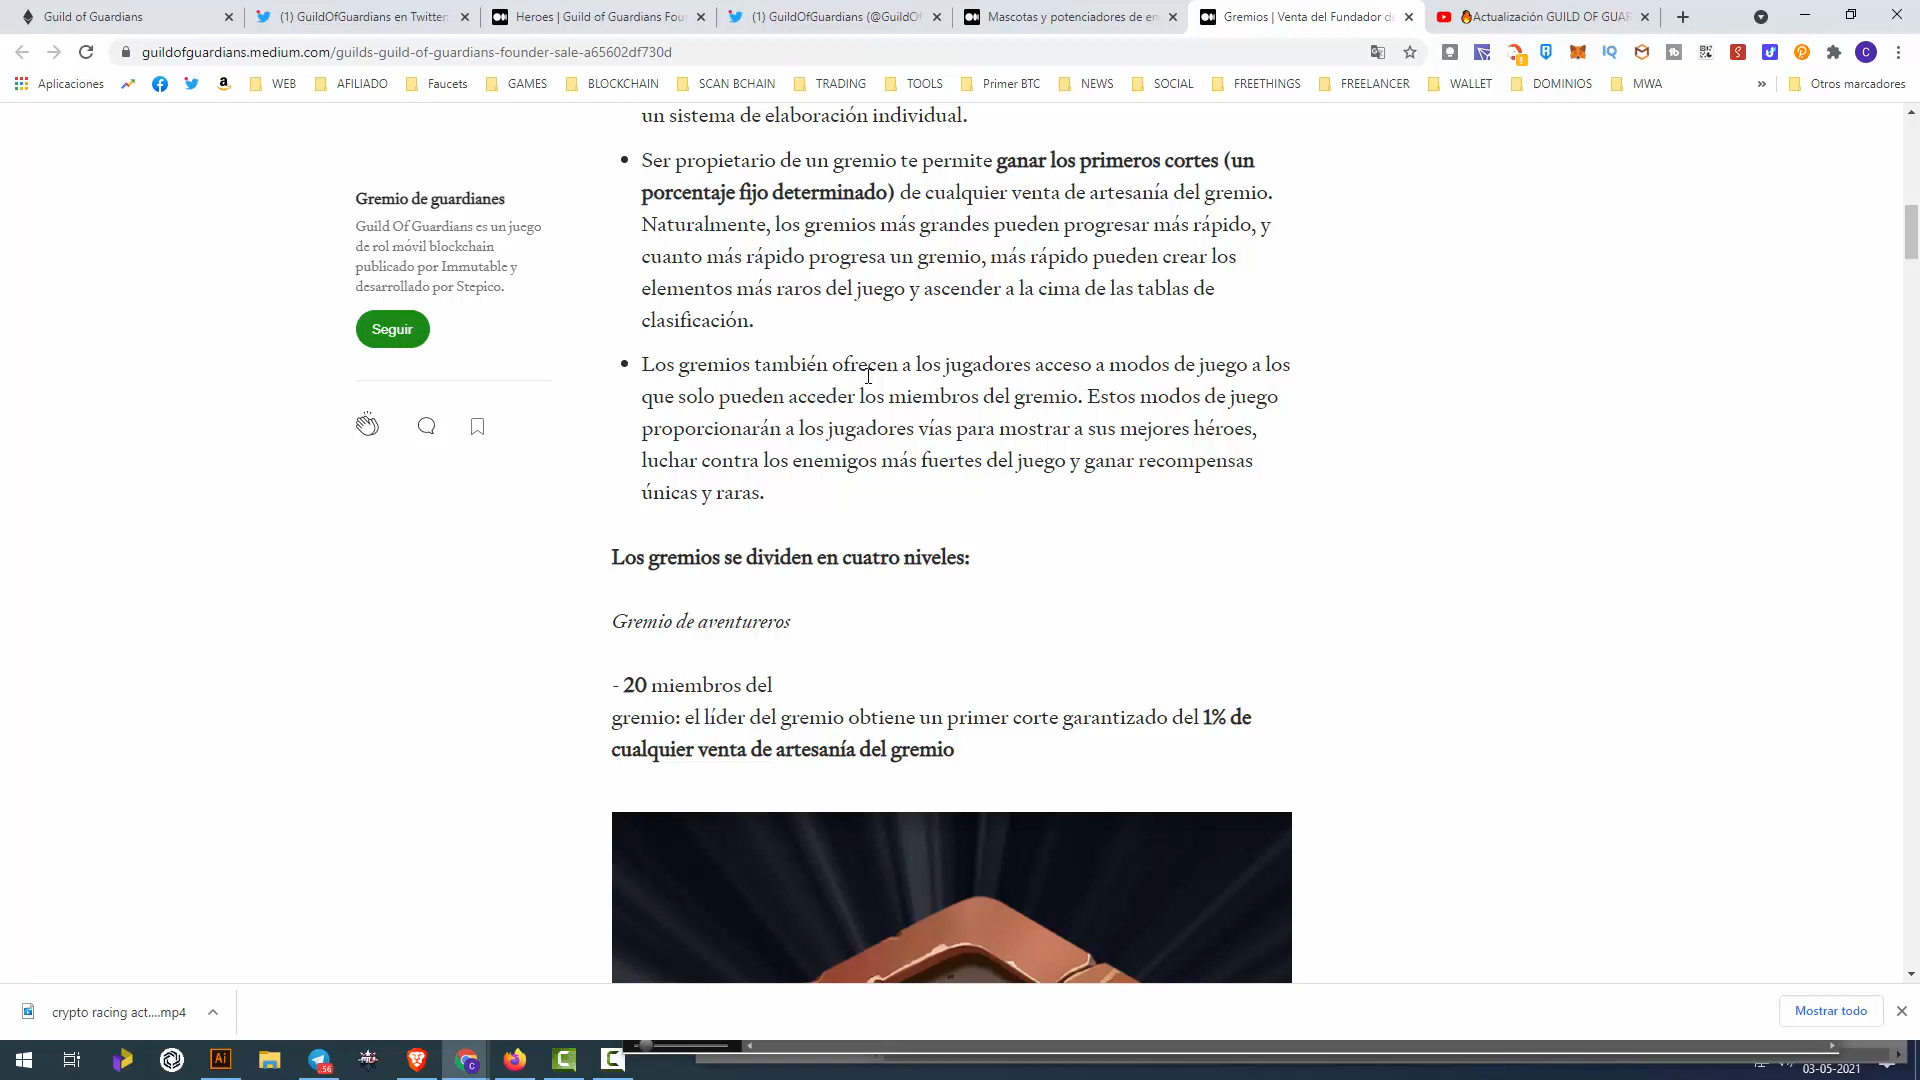 Guild of Guardians
(1) GuildOfGuardians en Twitter
Heroes | Guild of Guardians Fou
(1) GuildOfGuardians (@GuildOf
Mascotas y potenciadores de en
Gremios | Venta del Fundador de
🔥Actualización GUILD OF GUAR
guildofguardians.medium.com/guilds-guild-of-guardians-founder-sale-a65602df730d
Aplicaciones
WEB
AFILIADO
Faucets
GAMES
BLOCKCHAIN
SCAN BCHAIN
TRADING
TOOLS
Primer BTC
NEWS
SOCIAL
FREETHINGS
FREELANCER
WALLET
DOMINIOS
MWA
»
Otros marcadores
Gremio de guardianes
Guild Of Guardians es un juego
de rol móvil blockchain
publicado por Immutable y
desarrollado por Stepico.
Seguir
un sistema de elaboración individual.
• Ser propietario de un gremio te permite ganar los primeros cortes (un
porcentaje fijo determinado) de cualquier venta de artesanía del gremio.
Naturalmente, los gremios más grandes pueden progresar más rápido, y
cuanto más rápido progresa un gremio, más rápido pueden crear los
elementos más raros del juego y ascender a la cima de las tablas de
clasificación.
• Los gremios también ofrecen a los jugadores acceso a modos de juego a los
que solo pueden acceder los miembros del gremio. Estos modos de juego
proporcionarán a los jugadores vías para mostrar a sus mejores héroes,
luchar contra los enemigos más fuertes del juego y ganar recompensas
únicas y raras.
Los gremios se dividen en cuatro niveles:
Gremio de aventureros
- 20 miembros del
gremio: el líder del gremio obtiene un primer corte garantizado del 1% de
cualquier venta de artesanía del gremio
crypto racing act....mp4
Mostrar todo
03-05-2021